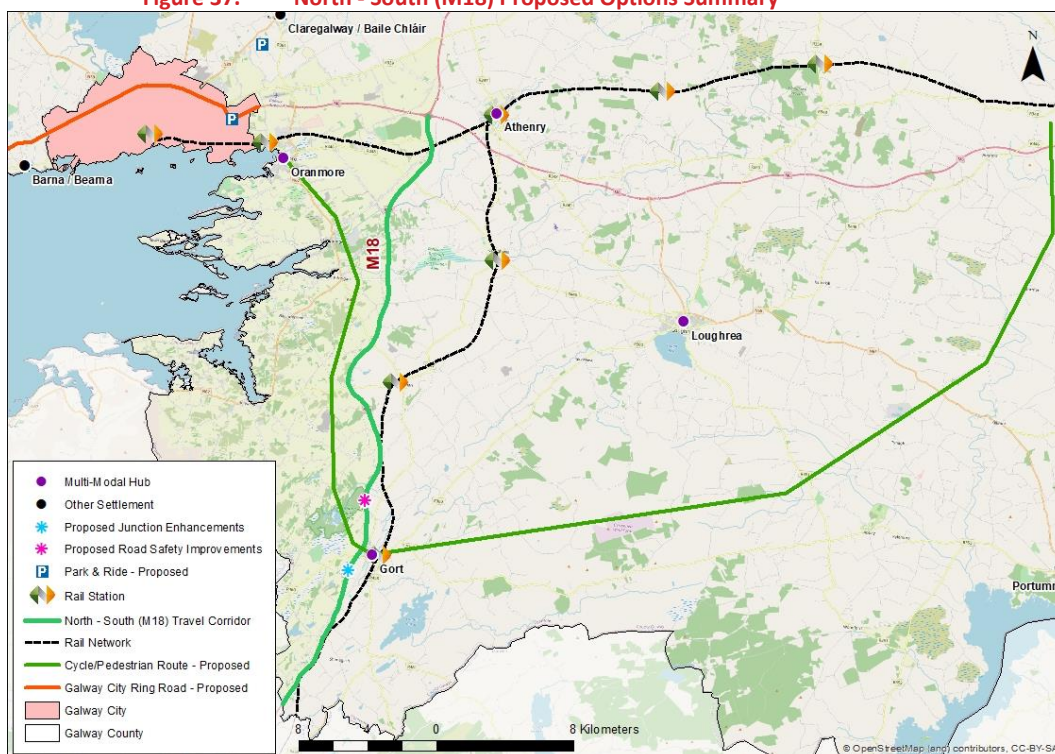 Figure 37: North - South (M18) Proposed Options Summary
Claregalway / Baile Chláir
N
P
P
Athenry
Oranmore
Barna / Bearna
M18
Loughrea
Gort
Portumn
Multi-Modal Hub
Other Settlement
Proposed Junction Enhancements
Proposed Road Safety Improvements
P Park & Ride - Proposed
Rail Station
North - South (M18) Travel Corridor
Rail Network
Cycle/Pedestrian Route - Proposed
Galway City Ring Road - Proposed
Galway City
Galway County
8 4 0 8 Kilometers
© OpenStreetMap (and) contributors, CC-BY-SA